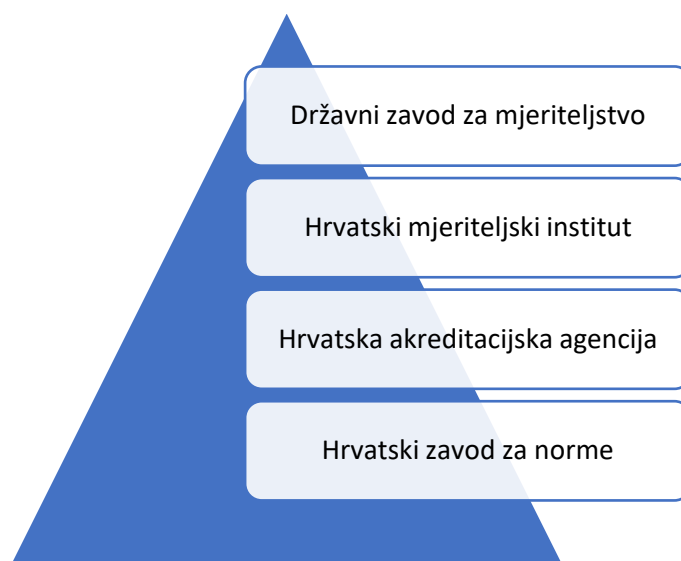 Državni zavod za mjeriteljstvo
Hrvatski mjeriteljski institut
Hrvatska akreditacijska agencija
Hrvatski zavod za norme